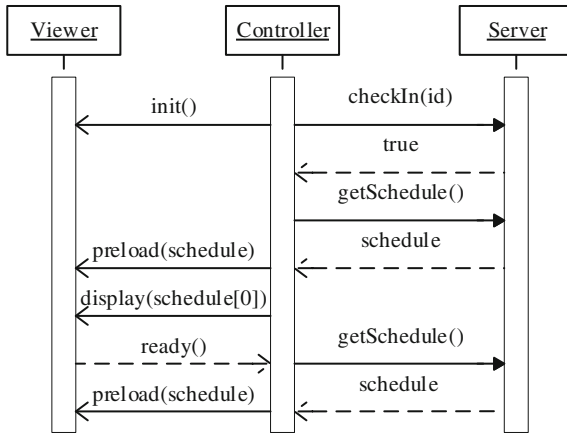 Viewer Controller Server
init() checkIn(id)
true
getSchedule()
preload(schedule) schedule
display(schedule[0])
ready() getSchedule()
preload(schedule) schedule